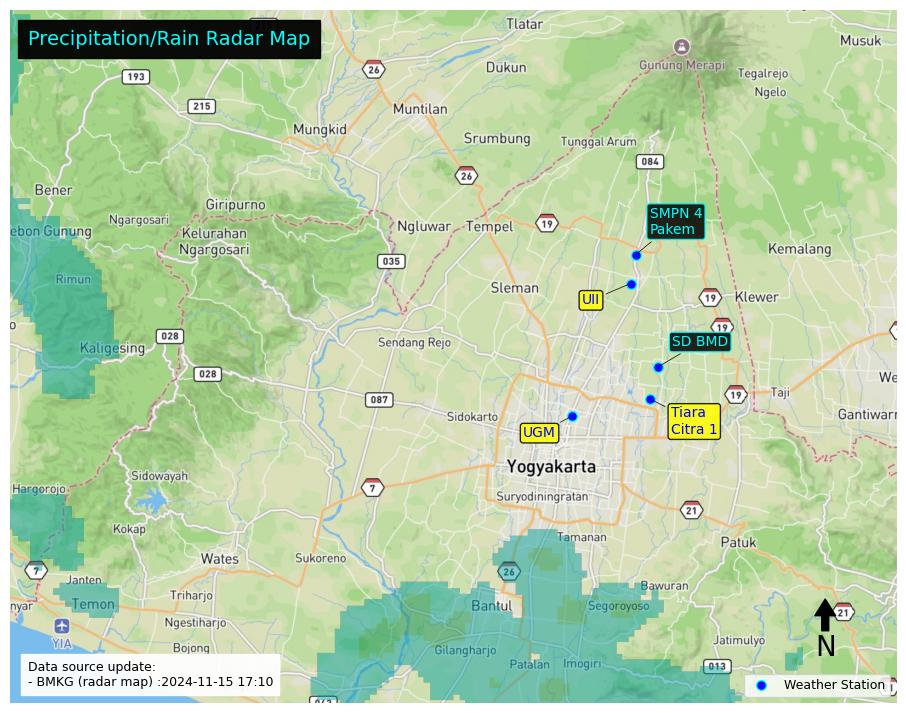 Precipitation/Rain Radar Map
Tlatar
Musuk
26
Gunung Merapi
Dukun
Tegalrejo
193
Ngelo
215
Muntilan
Mungkid
Srumbung
Tunggal Arum
084
26
Bener
Giripurno
Ngargosari
SMPN 4
Pakem
19
Ngluwar
Tempel
ebon Gunung
Kelurahan
Ngargosari
Kemalang
035
Rimun
Sleman
UII
19
Klewer
19
028
Sendang Rejo
SD BMD
Kaligesing
028
We
087
19
Taji
Tiara
Citra 1
Gantiwarn
Sidokarto
UGM
Yogyakarta
Sidowayah
7
Hargorojo
Suryodiningratan
21
Kokap
Tamanan
Patuk
Wates
Sukoreno
7
26
Janten
Bawuran
Triharjo
nyar
Temon
Bantul
Segoroyoso
21
Ngestiharjo
YIA
Jatimulyo
N
Bojong
Gilangharjo
Patalan
Imogiri
013
Data source update:
- BMKG (radar map) :2024-11-15 17:10
Weather Station